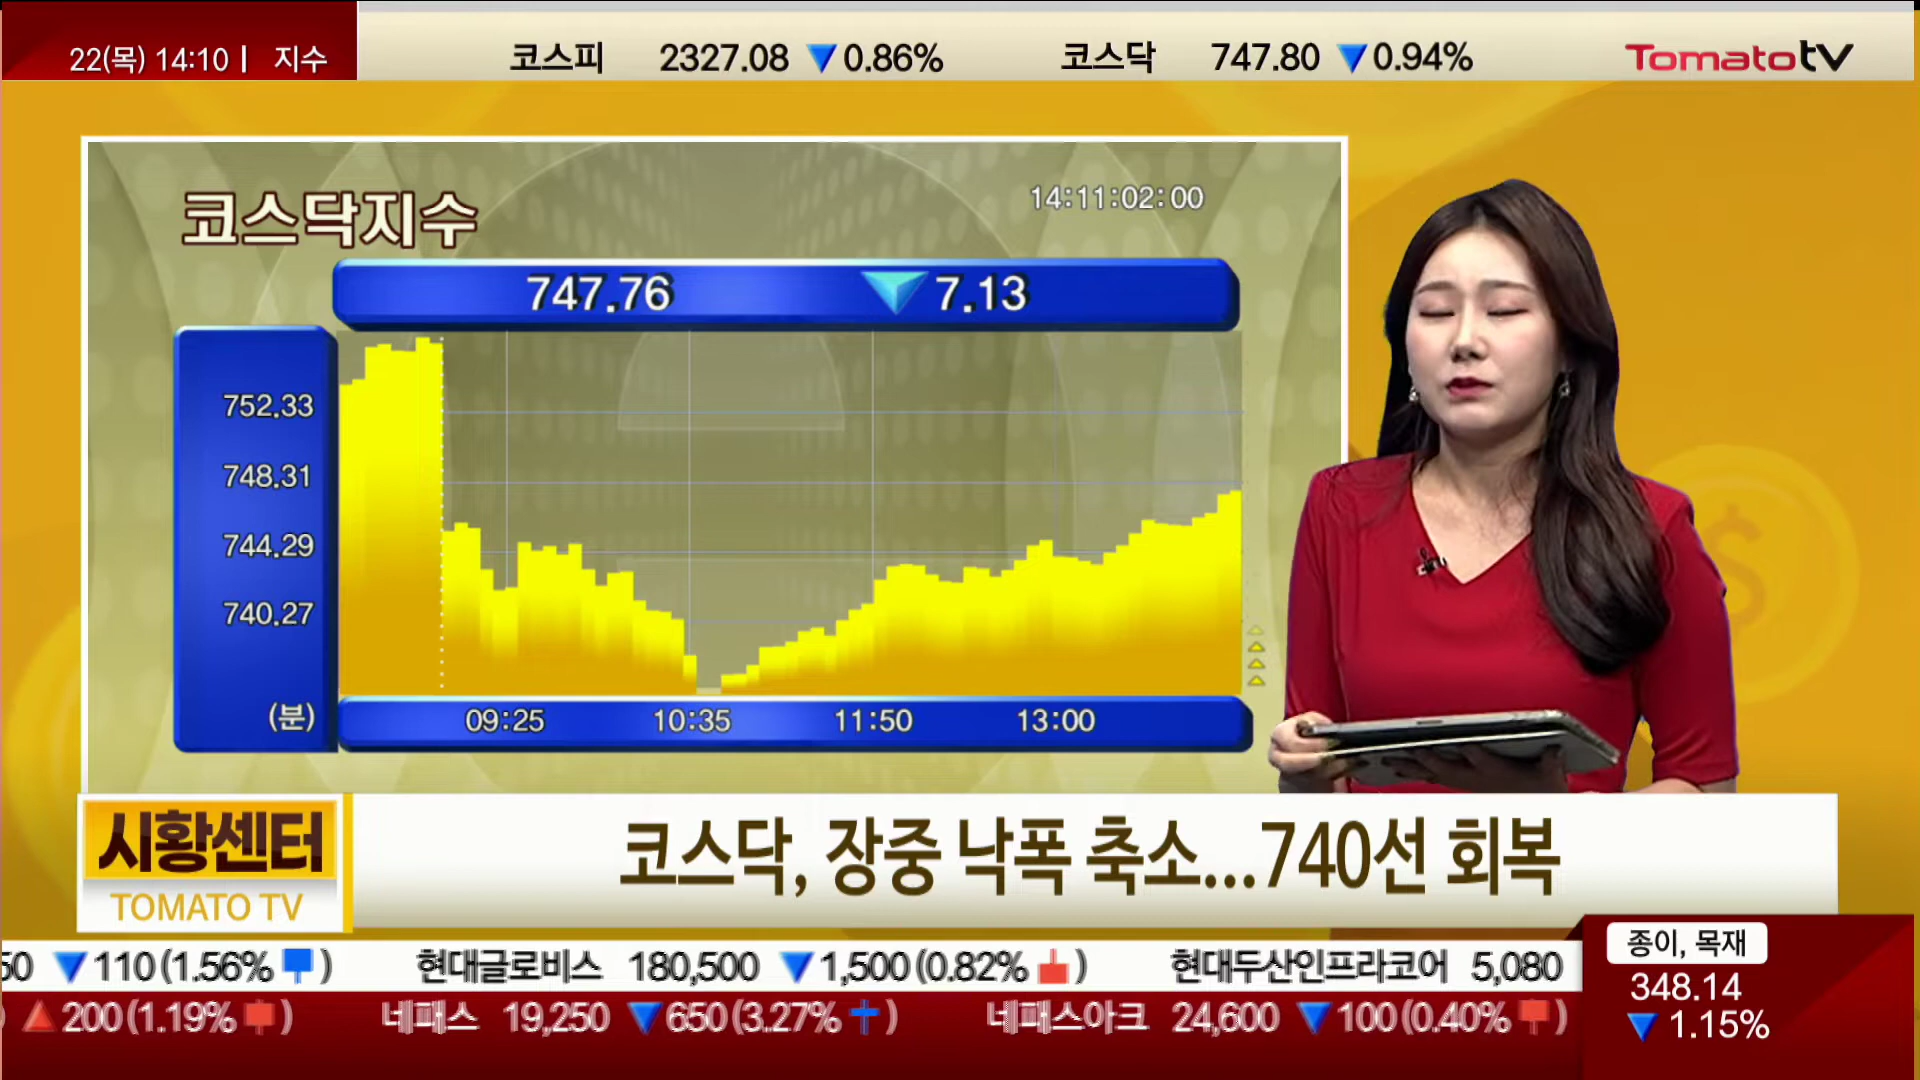 22(목) 14:10 | 지수
코스피 2327.08 ▼0.86% 코스닥 747.80 ▼0.94%
Tomatotv
코스닥지수
14:11:02:00
747.76 ▼7.13
752.33
748.31
744.29
740.27
(분)
09:25 10:35 11:50 13:00
$
시황센터
TOMATO TV
코스닥, 장중 낙폭 축소...740선 회복
50 ▼110(1.56%) 현대글로비스 180,500 ▼1,500(0.82%) 현대두산인프라코어 5,080
) ▲200(1.19%) 네패스 19,250 ▼650(3.27%) 네패스아크 24,600 ▼100(0.40%)
종이, 목재
348.14
▼1.15%